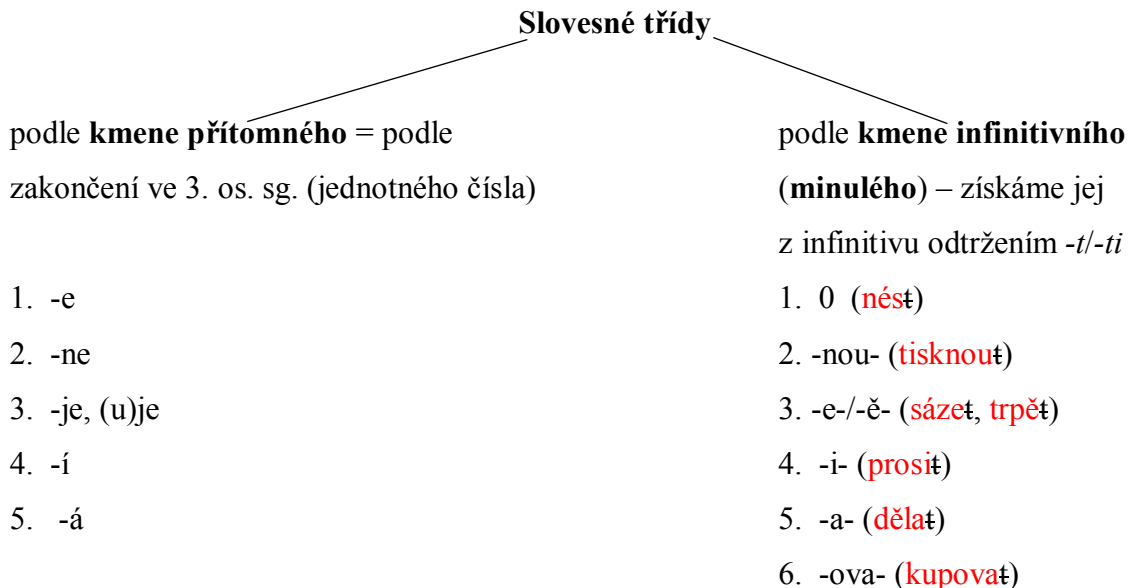 Slovesné třídy
podle kmene přítomného = podle
zakončení ve 3. os. sg. (jednotného čísla)
1. -e
2. -ne
3. -je, (u)je
4. -í
5. -á
podle kmene infinitivního
(minulého) – získáme jej
z infinitivu odtržením -t/-ti
1. 0 (nést)
2. -nou- (tisknout)
3. -e-/-ě- (sázet, trpět)
4. -i- (prosit)
5. -a- (dělat)
6. -ova- (kupovat)